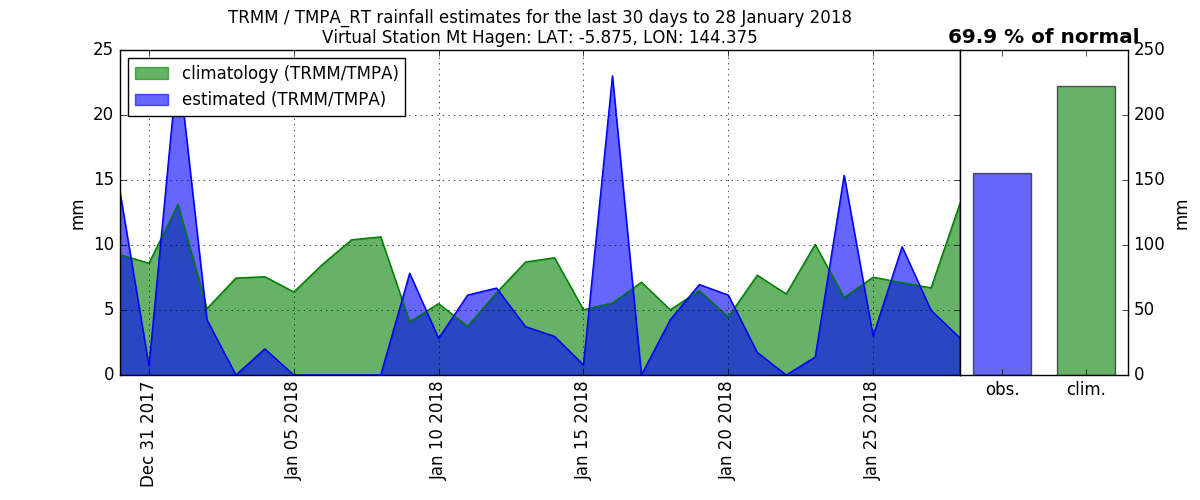 TRMM / TMPA_RT rainfall estimates for the last 30 days to 28 January 2018
Virtual Station Mt Hagen: LAT: -5.875, LON: 144.375
69.9 % of normal
climatology (TRMM/TMPA)
estimated (TRMM/TMPA)
25
20
15
10
5
0
mm
Dec 31 2017
Jan 05 2018
Jan 10 2018
Jan 15 2018
Jan 20 2018
Jan 25 2018
obs.
clim.
250
200
150
100
50
0
mm